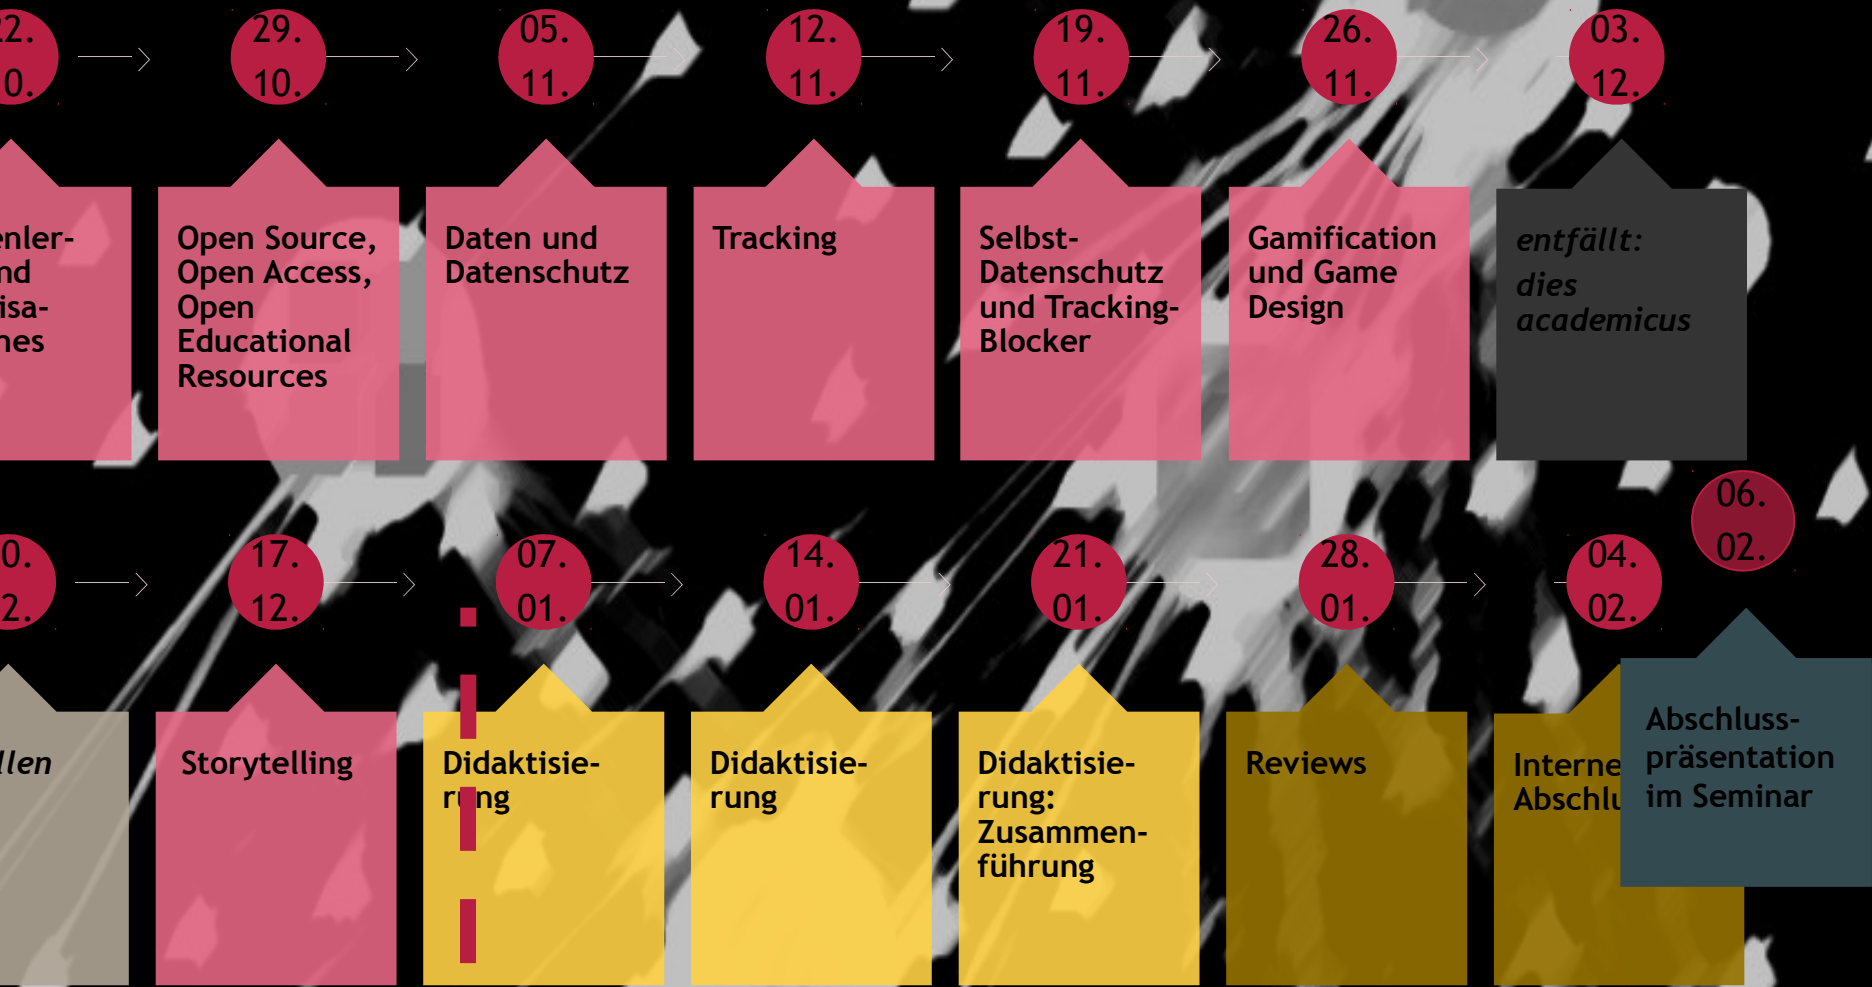 22.
10.
29.
10.
05.
11.
12.
11.
19.
11.
26.
11.
03.
12.
Open Source,
Open Access,
Open
Educational
Resources
Daten und
Datenschutz
Tracking
Selbst-
Datenschutz
und Tracking-
Blocker
Gamification
und Game
Design
entfällt:
dies
academicus
17.
12.
07.
01.
14.
01.
21.
01.
28.
01.
04.
02.
06.
02.
Storytelling
Didaktisie-
rung
Didaktisie-
rung
Didaktisie-
rung:
Zusammen-
führung
Reviews
Abschluss-
präsentation
im Seminar